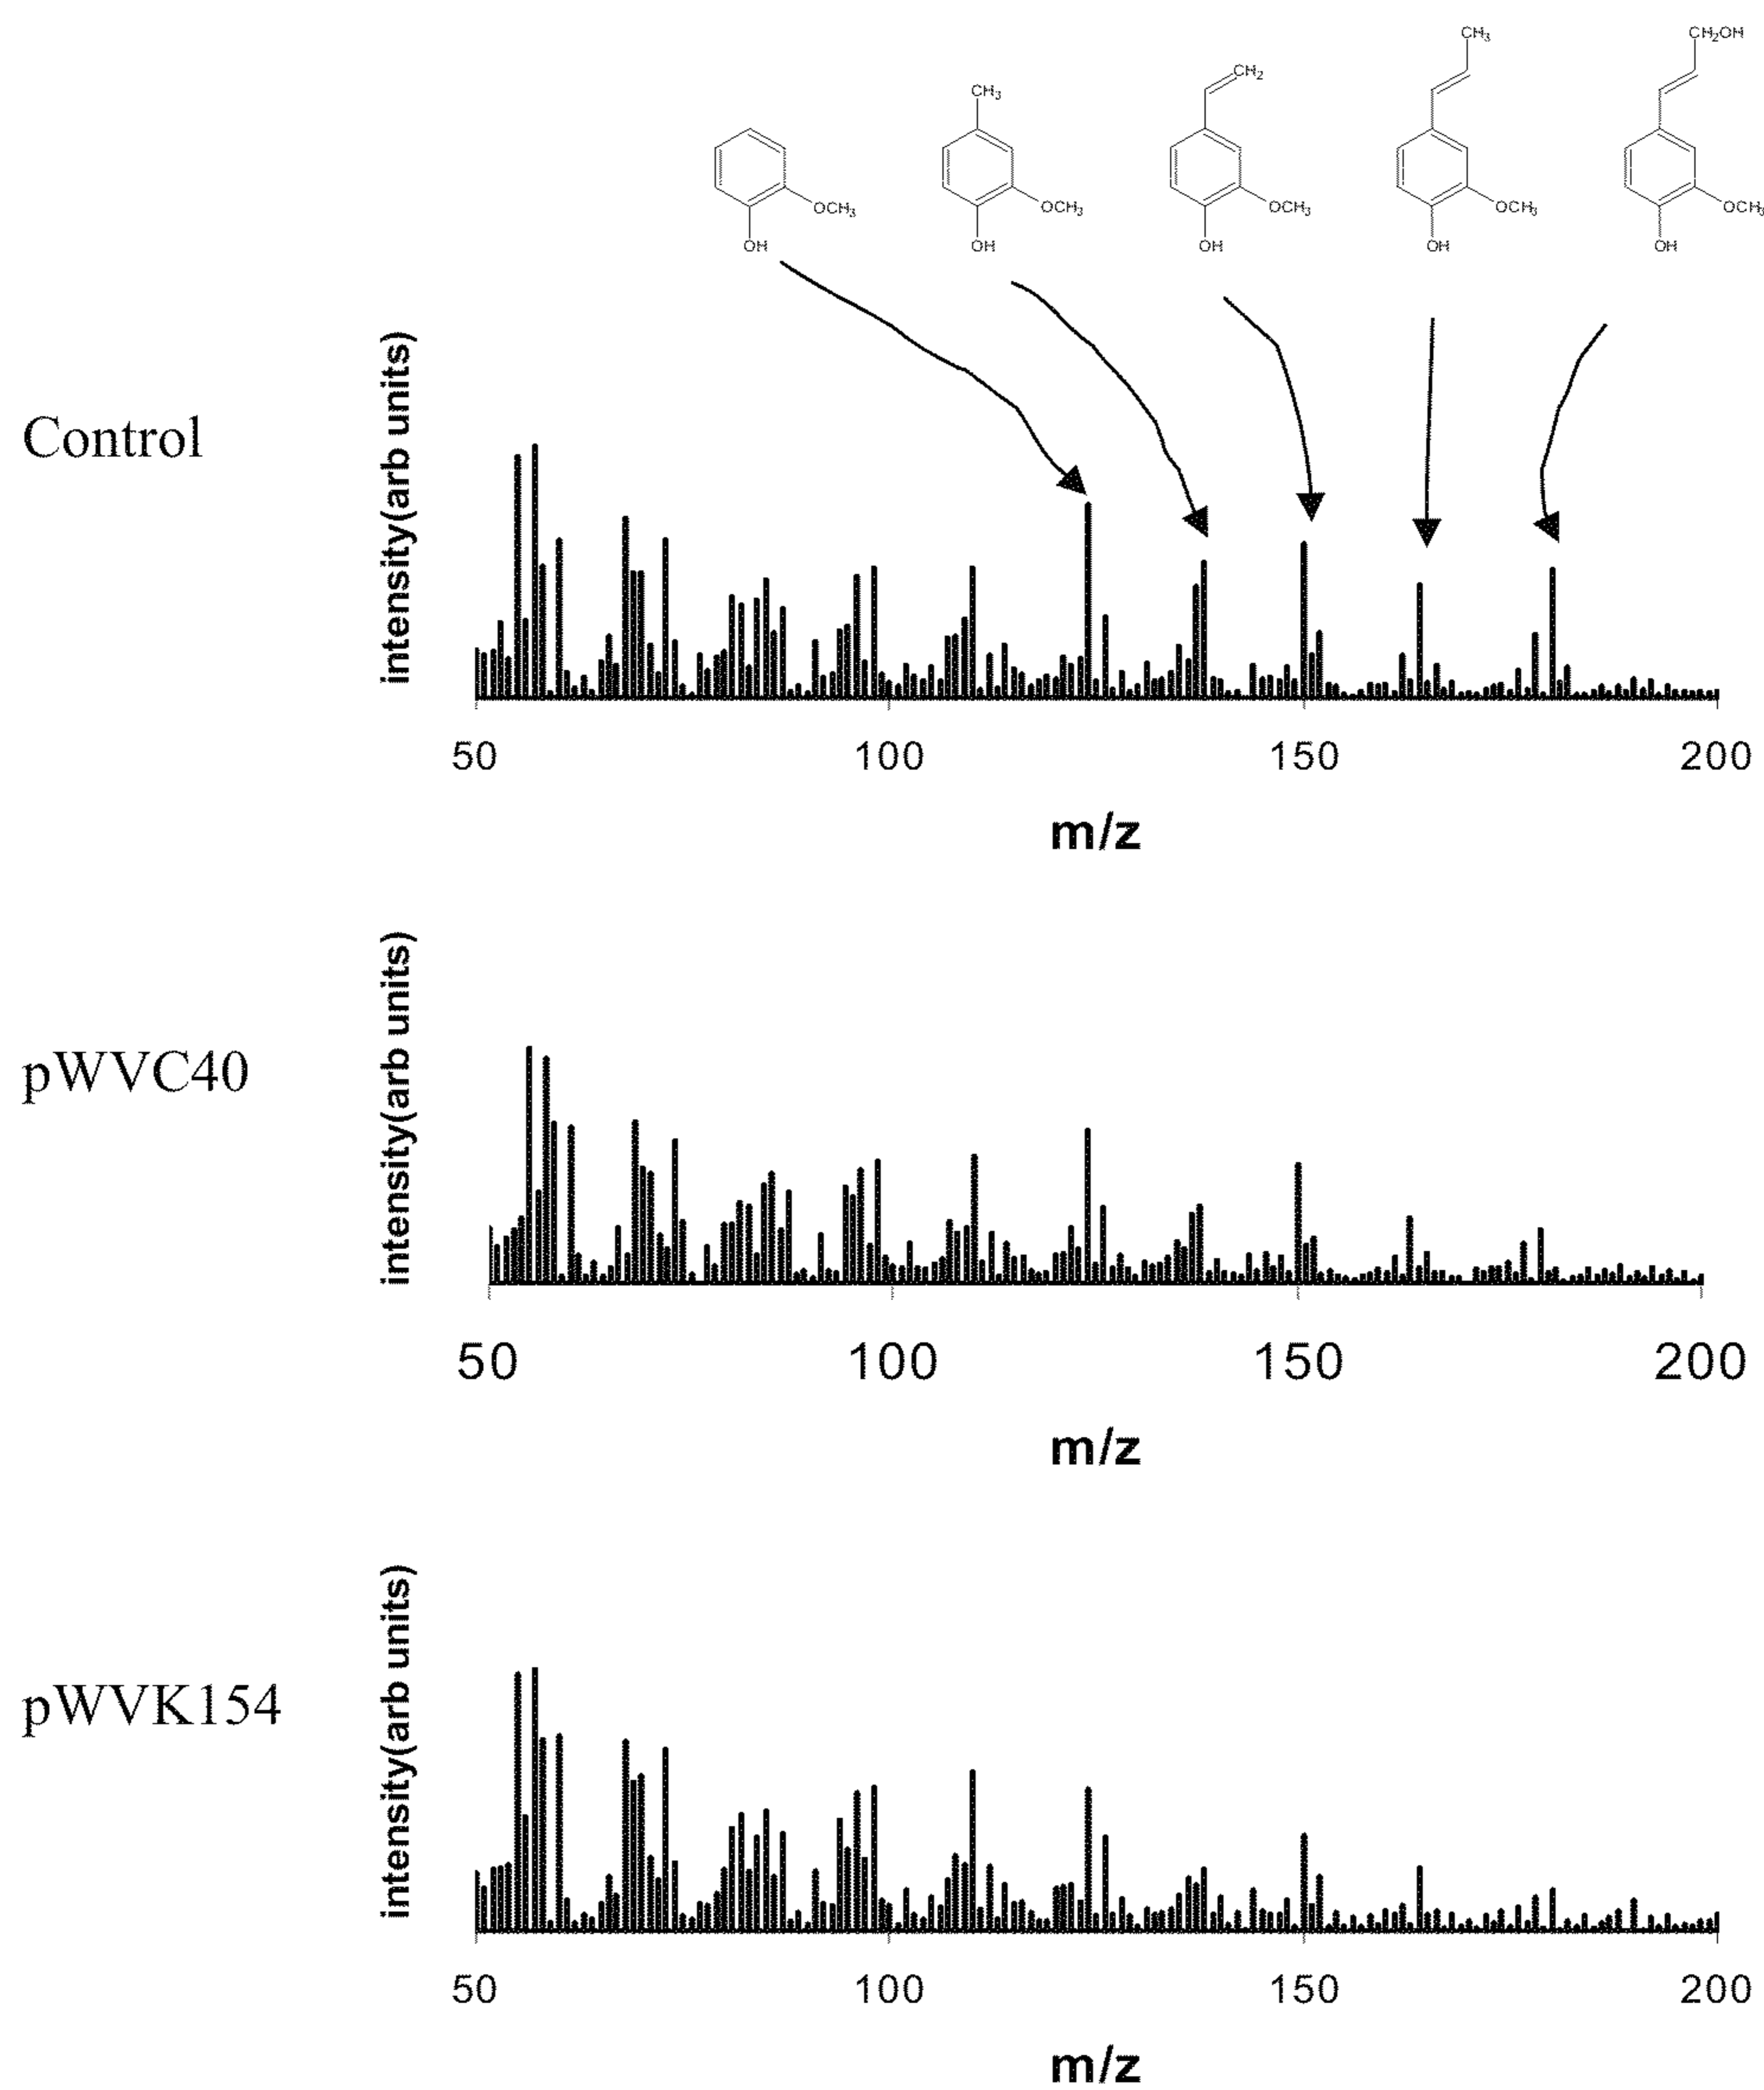 CH₃
CH₂OH
CH₂
CH₃
OCH₃
OCH₃
OCH₃
OCH₃
OCH₃
OH
OH
OH
OH
OH
Control
intensity(arb units)
50 100 150 200
m/z
pWVC40
intensity(arb units)
50 100 150 200
m/z
pWVK154
intensity(arb units)
50 100 150 200
m/z